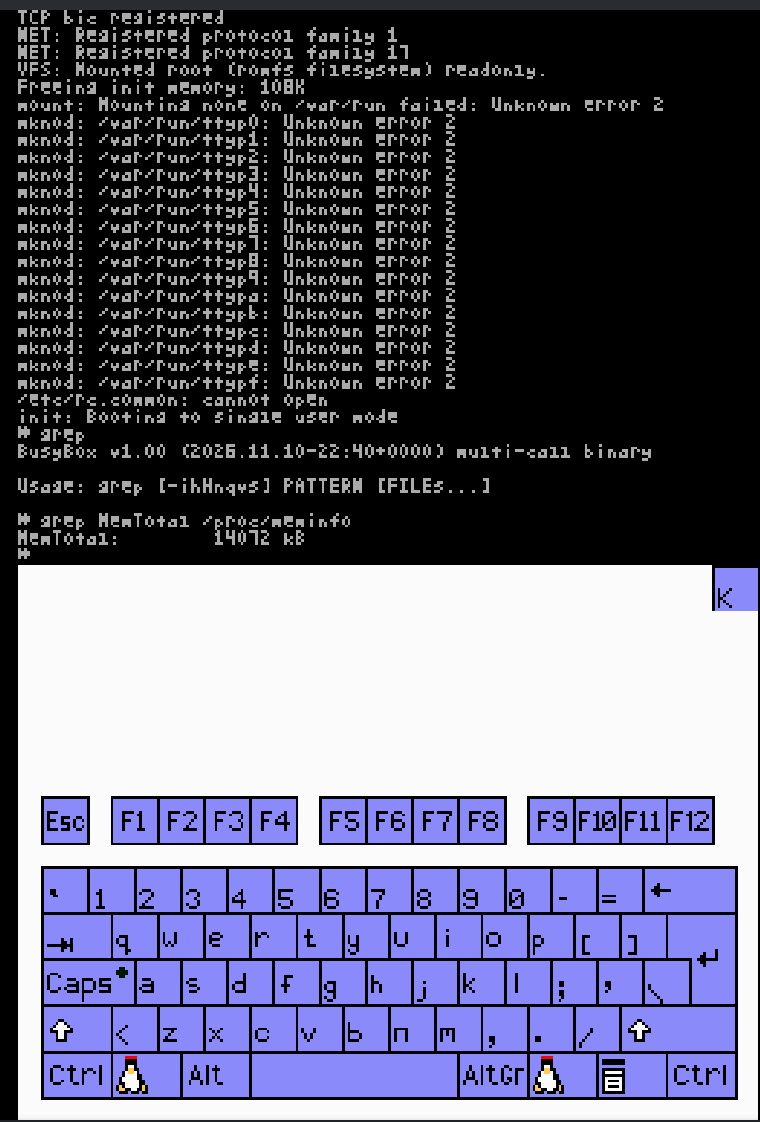 TCP bic registered
NET: Registered protocol family 1
NET: Registered protocol family 17
VFS: Mounted root (romfs filesystem) readonly.
Freeing init memory: 108K
mount: Mounting none on /var/run failed: Unknown error 2
mknod: /var/run/ttyp0: Unknown error 2
mknod: /var/run/ttyp1: Unknown error 2
mknod: /var/run/ttyp2: Unknown error 2
mknod: /var/run/ttyp3: Unknown error 2
mknod: /var/run/ttyp4: Unknown error 2
mknod: /var/run/ttyp5: Unknown error 2
mknod: /var/run/ttyp6: Unknown error 2
mknod: /var/run/ttyp7: Unknown error 2
mknod: /var/run/ttyp8: Unknown error 2
mknod: /var/run/ttyp9: Unknown error 2
mknod: /var/run/ttypa: Unknown error 2
mknod: /var/run/ttypb: Unknown error 2
mknod: /var/run/ttypc: Unknown error 2
mknod: /var/run/ttypd: Unknown error 2
mknod: /var/run/ttype: Unknown error 2
mknod: /var/run/ttypf: Unknown error 2
/etc/rc.common: cannot open
init: Booting to single user mode
# grep
BusyBox v1.00 (2026.11.10-22:40+0000) multi-call binary
Usage: grep [-ihHnqvs] PATTERN [FILEs...]
# grep MemTotal /proc/meminfo
MemTotal: 14072 kB
#
K
Esc F1 F2 F3 F4 F5 F6 F7 F8 F9 F10 F11 F12
` 1 2 3 4 5 6 7 8 9 0 - = ←
q w e r t y u i o p [ ]
Caps a s d f g h j k l ; ' \
< z x c v b n m , . /
Ctrl Alt AltGr Ctrl